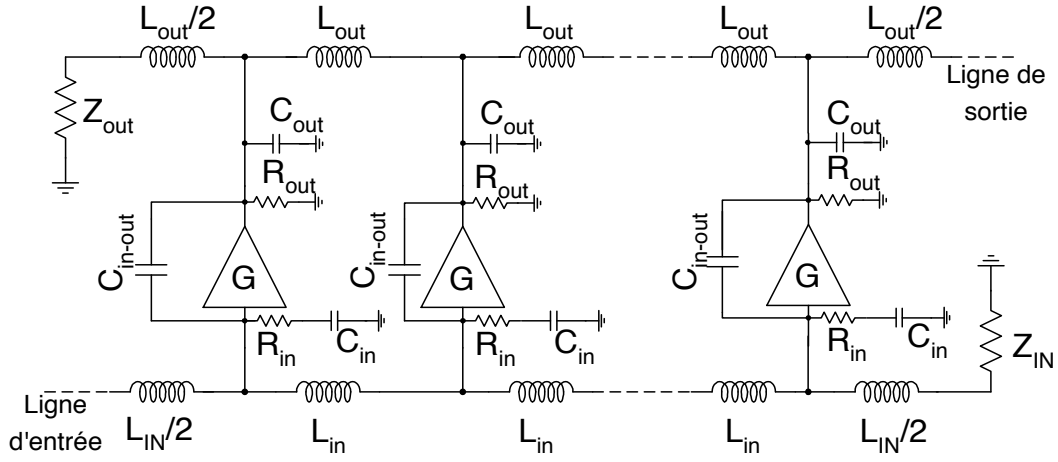 L_out/2
L_out
L_out
L_out
L_out/2
Z_out
Ligne de
sortie
C_out
C_out
C_out
R_out
R_out
R_out
C_in-out
C_in-out
C_in-out
G
G
G
R_in
C_in
R_in
C_in
R_in
C_in
Z_IN
Ligne
d'entrée
L_IN/2
L_in
L_in
L_in
L_IN/2